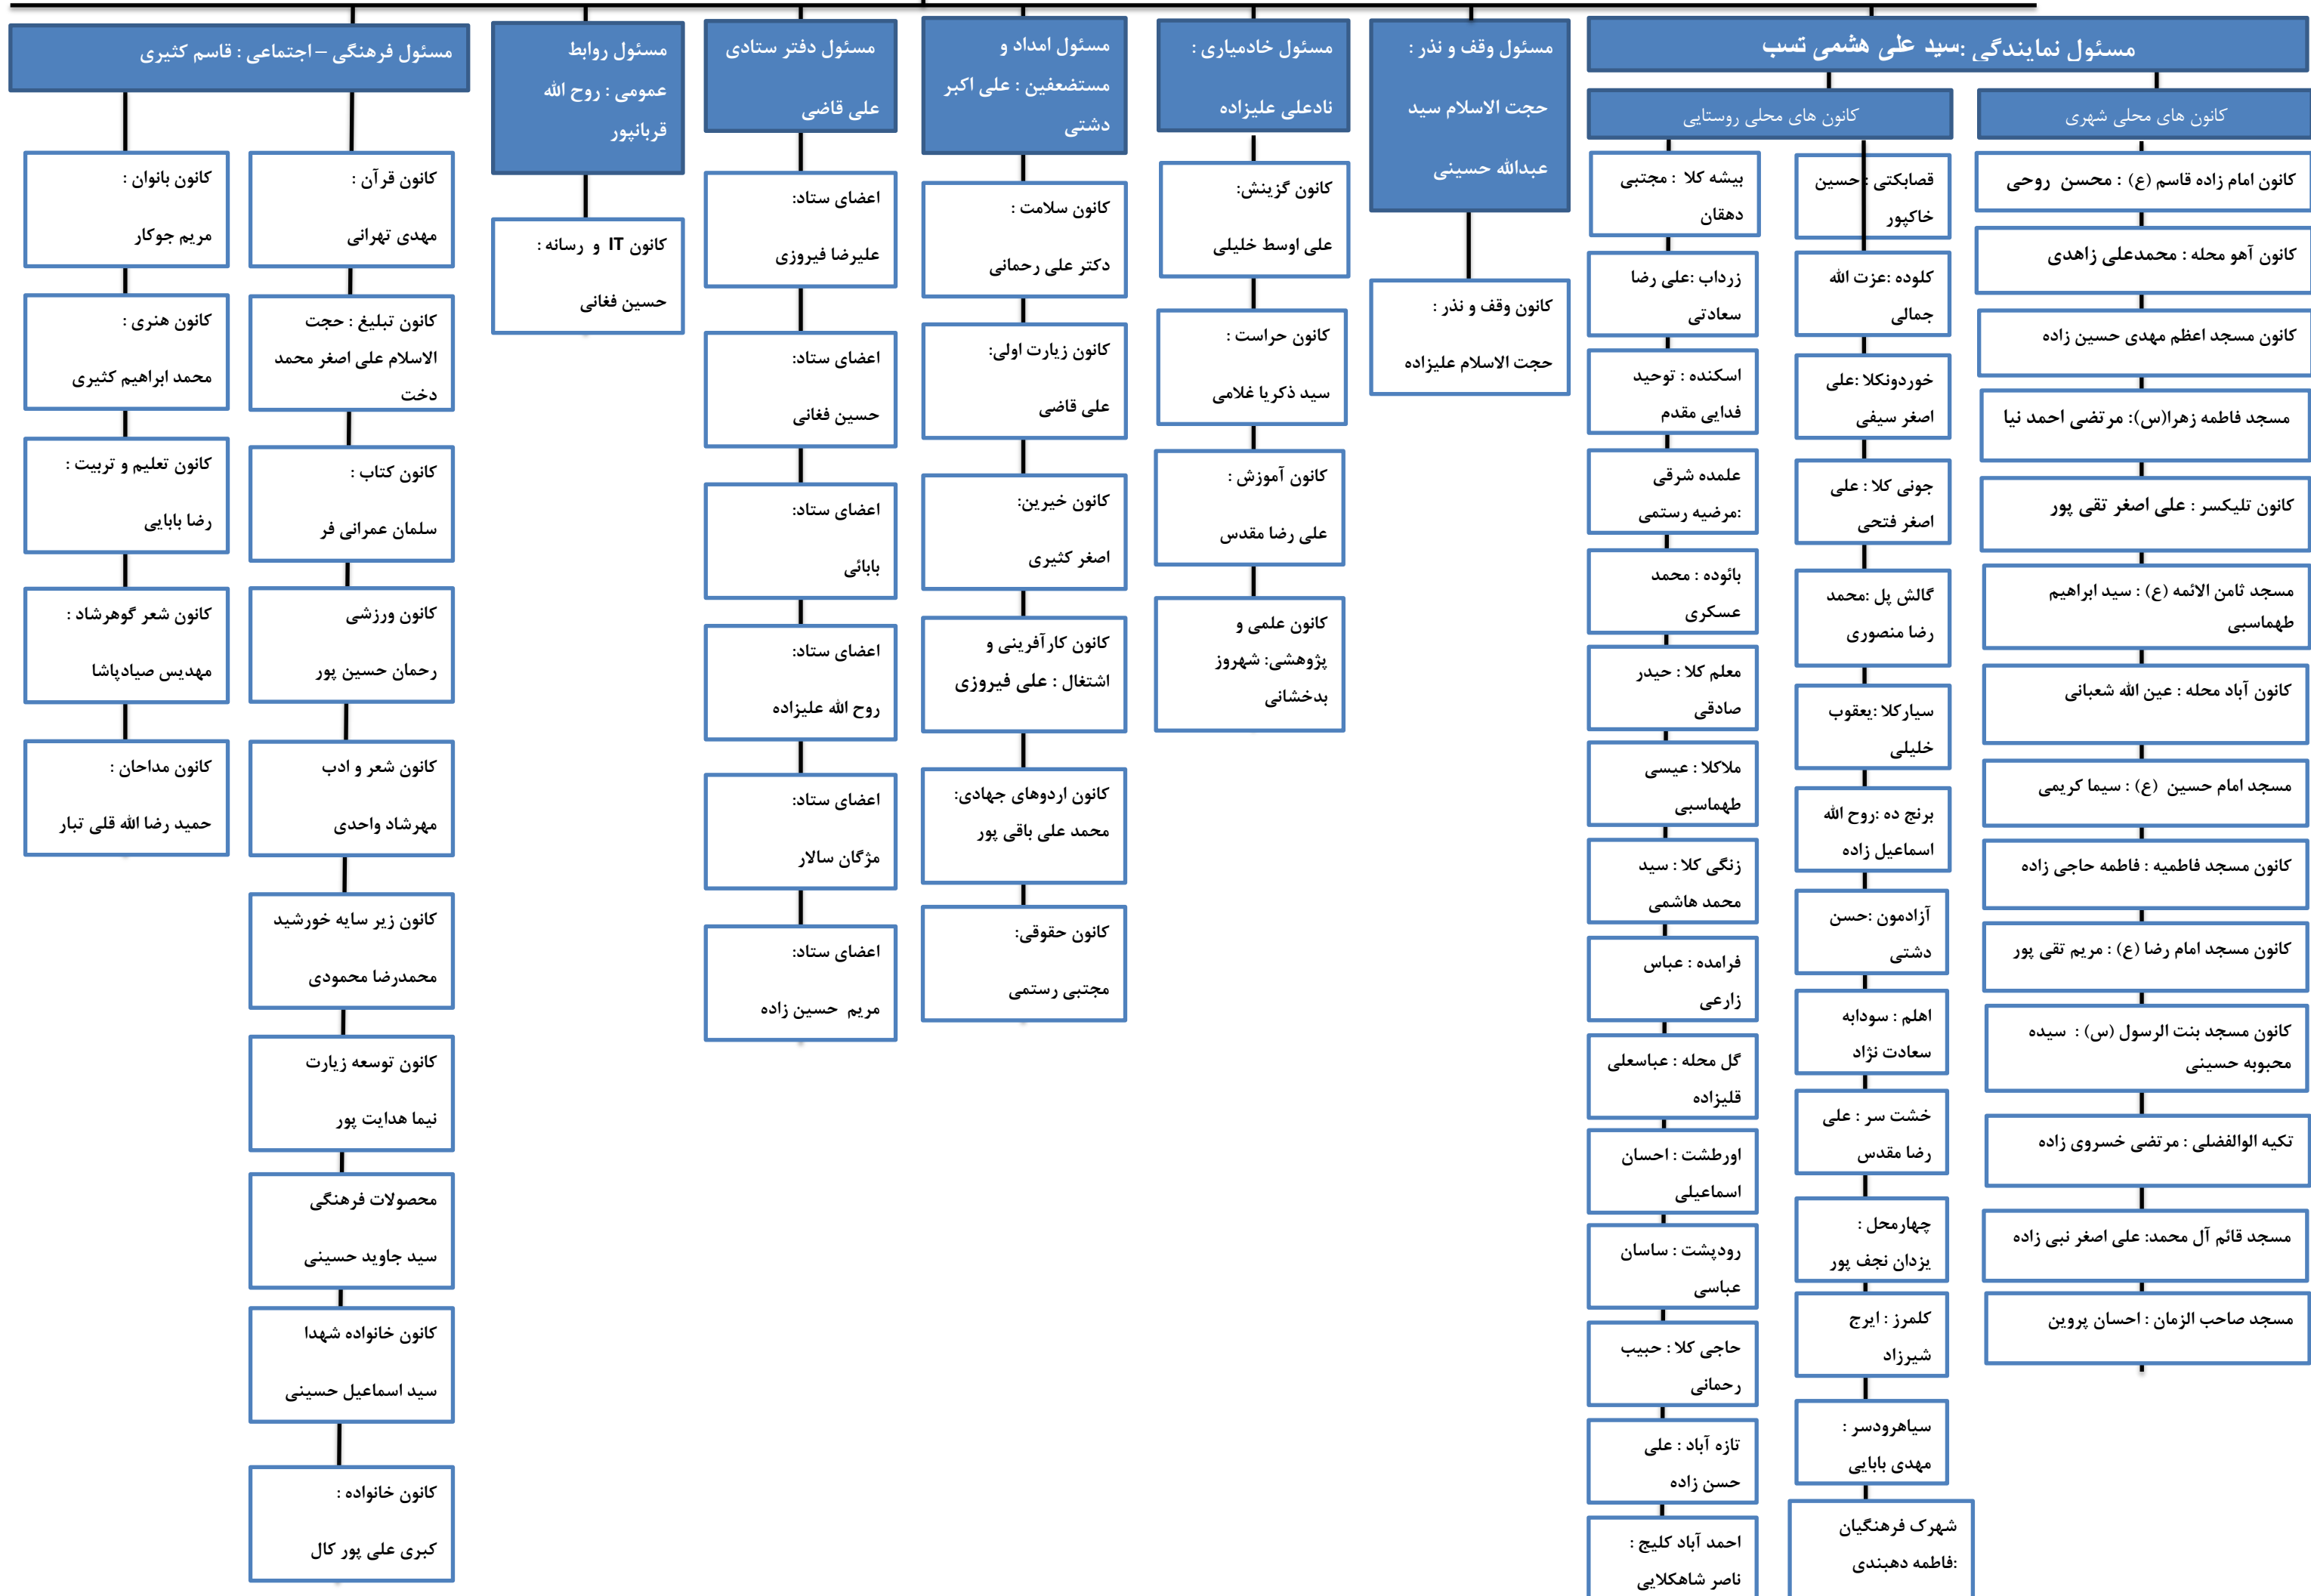 مسئول نمایندگی :سید علی هشمی تسب
کانون های محلی شهری
کانون امام زاده قاسم (ع) : محسن روحی
کانون آهو محله : محمدعلی زاهدی
کانون مسجد اعظم مهدی حسین زاده
مسجد فاطمه زهرا(س): مرتضی احمد نیا
کانون تلیکسر : علی اصغر تقی پور
مسجد ثامن الائمه (ع) : سید ابراهیم
طهماسبی
کانون آباد محله : عین الله شعبانی
مسجد امام حسین (ع) : سیما کریمی
کانون مسجد فاطمیه : فاطمه حاجی زاده
کانون مسجد امام رضا (ع) : مریم تقی پور
کانون مسجد بنت الرسول (س) : سیده
محبوبه حسینی
تکیه الوالفضلی : مرتضی خسروی زاده
مسجد قائم آل محمد: علی اصغر نبی زاده
مسجد صاحب الزمان : احسان پروین
کانون های محلی روستایی
قصابکتی :حسین
خاکپور
کلوده :عزت الله
جمالی
خوردونکلا :علی
اصغر سیفی
جونی کلا : علی
اصغر فتحی
گالش پل :محمد
رضا منصوری
سیارکلا :یعقوب
خلیلی
برنج ده :روح الله
اسماعیل زاده
آزادمون :حسن
دشتی
اهلم : سودابه
سعادت نژاد
خشت سر : علی
رضا مقدس
چهارمحل :
یزدان نجف پور
کلمرز : ایرج
شیرزاد
سیاهرودسر :
مهدی بابایی
شهرک فرهنگیان
:فاطمه دهبندی
بیشه کلا : مجتبی
دهقان
زرداب :علی رضا
سعادتی
اسکنده : توحید
فدایی مقدم
علمده شرقی
:مرضیه رستمی
بائوده : محمد
عسکری
معلم کلا : حیدر
صادقی
ملاکلا : عیسی
طهماسبی
زنگی کلا : سید
محمد هاشمی
فرامده : عباس
زارعی
گل محله : عباسعلی
قلیزاده
اورطشت : احسان
اسماعیلی
رودپشت : ساسان
عباسی
حاجی کلا : حبیب
رحمانی
تازه آباد : علی
حسن زاده
احمد آباد کلیج :
ناصر شاهکلایی
مسئول وقف و نذر :
حجت الاسلام سید
عبدالله حسینی
کانون وقف و نذر :
حجت الاسلام علیزاده
مسئول خادمیاری :
نادعلی علیزاده
کانون گزینش:
علی اوسط خلیلی
کانون حراست :
سید ذکریا غلامی
کانون آموزش :
علی رضا مقدس
کانون علمی و
پژوهشی: شهروز
بدخشانی
مسئول امداد و
مستضعفین : علی اکبر
دشتی
کانون سلامت :
دکتر علی رحمانی
کانون زیارت اولی:
علی قاضی
کانون خیرین:
اصغر کثیری
کانون کارآفرینی و
اشتغال : علی فیروزی
کانون اردوهای جهادی:
محمد علی باقی پور
کانون حقوقی:
مجتبی رستمی
مسئول دفتر ستادی
علی قاضی
اعضای ستاد:
علیرضا فیروزی
اعضای ستاد:
حسین فغانی
اعضای ستاد:
بابائی
اعضای ستاد:
روح الله علیزاده
اعضای ستاد:
مژگان سالار
اعضای ستاد:
مریم حسین زاده
مسئول روابط
عمومی : روح الله
قربانپور
کانون IT و رسانه :
حسین فغانی
مسئول فرهنگی – اجتماعی : قاسم کثیری
کانون قرآن :
مهدی تهرانی
کانون تبلیغ : حجت
الاسلام علی اصغر محمد
دخت
کانون کتاب :
سلمان عمرانی فر
کانون ورزشی
رحمان حسین پور
کانون شعر و ادب
مهرشاد واحدی
کانون زیر سایه خورشید
محمدرضا محمودی
کانون توسعه زیارت
نیما هدایت پور
محصولات فرهنگی
سید جاوید حسینی
کانون خانواده شهدا
سید اسماعیل حسینی
کانون خانواده :
کبری علی پور کال
کانون بانوان :
مریم جوکار
کانون هنری :
محمد ابراهیم کثیری
کانون تعلیم و تربیت :
رضا بابایی
کانون شعر گوهرشاد :
مهدیس صیادپاشا
کانون مداحان :
حمید رضا الله قلی تبار